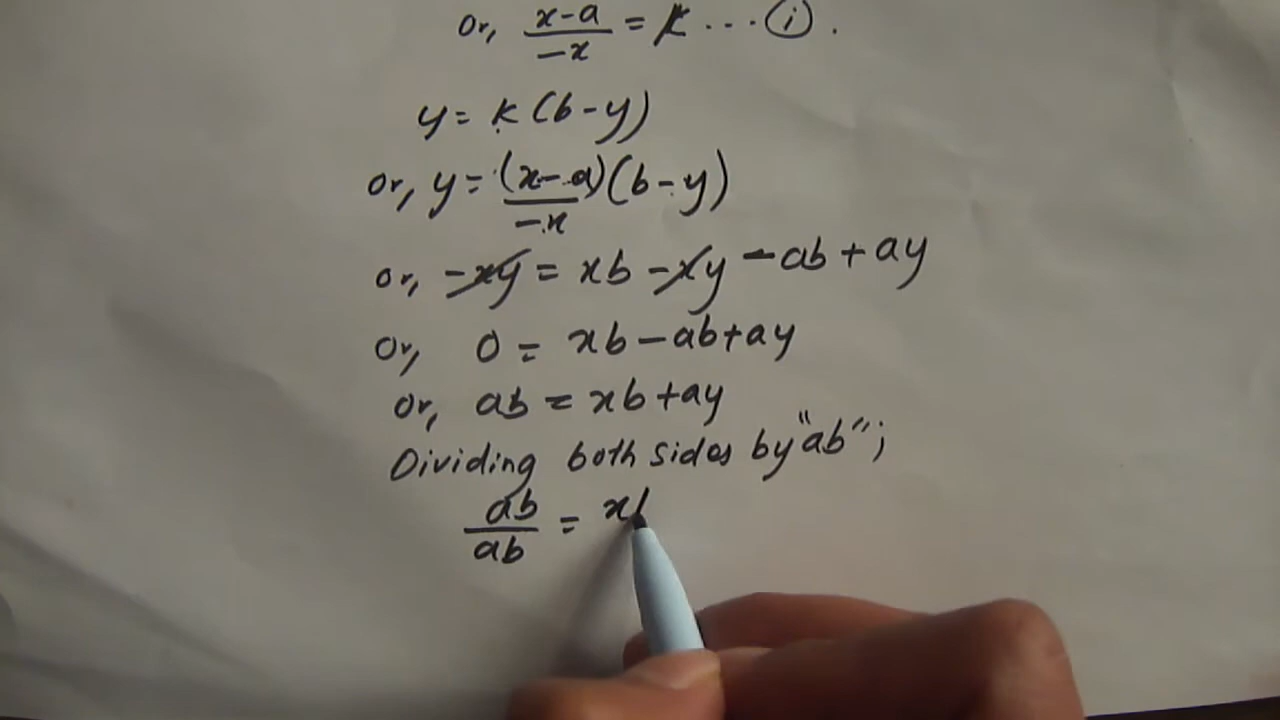 Or, x-a/-x = k ... (i).
y = k (b-y)
Or, y = (x-a)/-x (b-y)
or, -xy = xb - xy - ab + ay
Or, 0 = xb - ab + ay
Or, ab = xb + ay
Dividing both sides by "ab";
ab/ab = xb